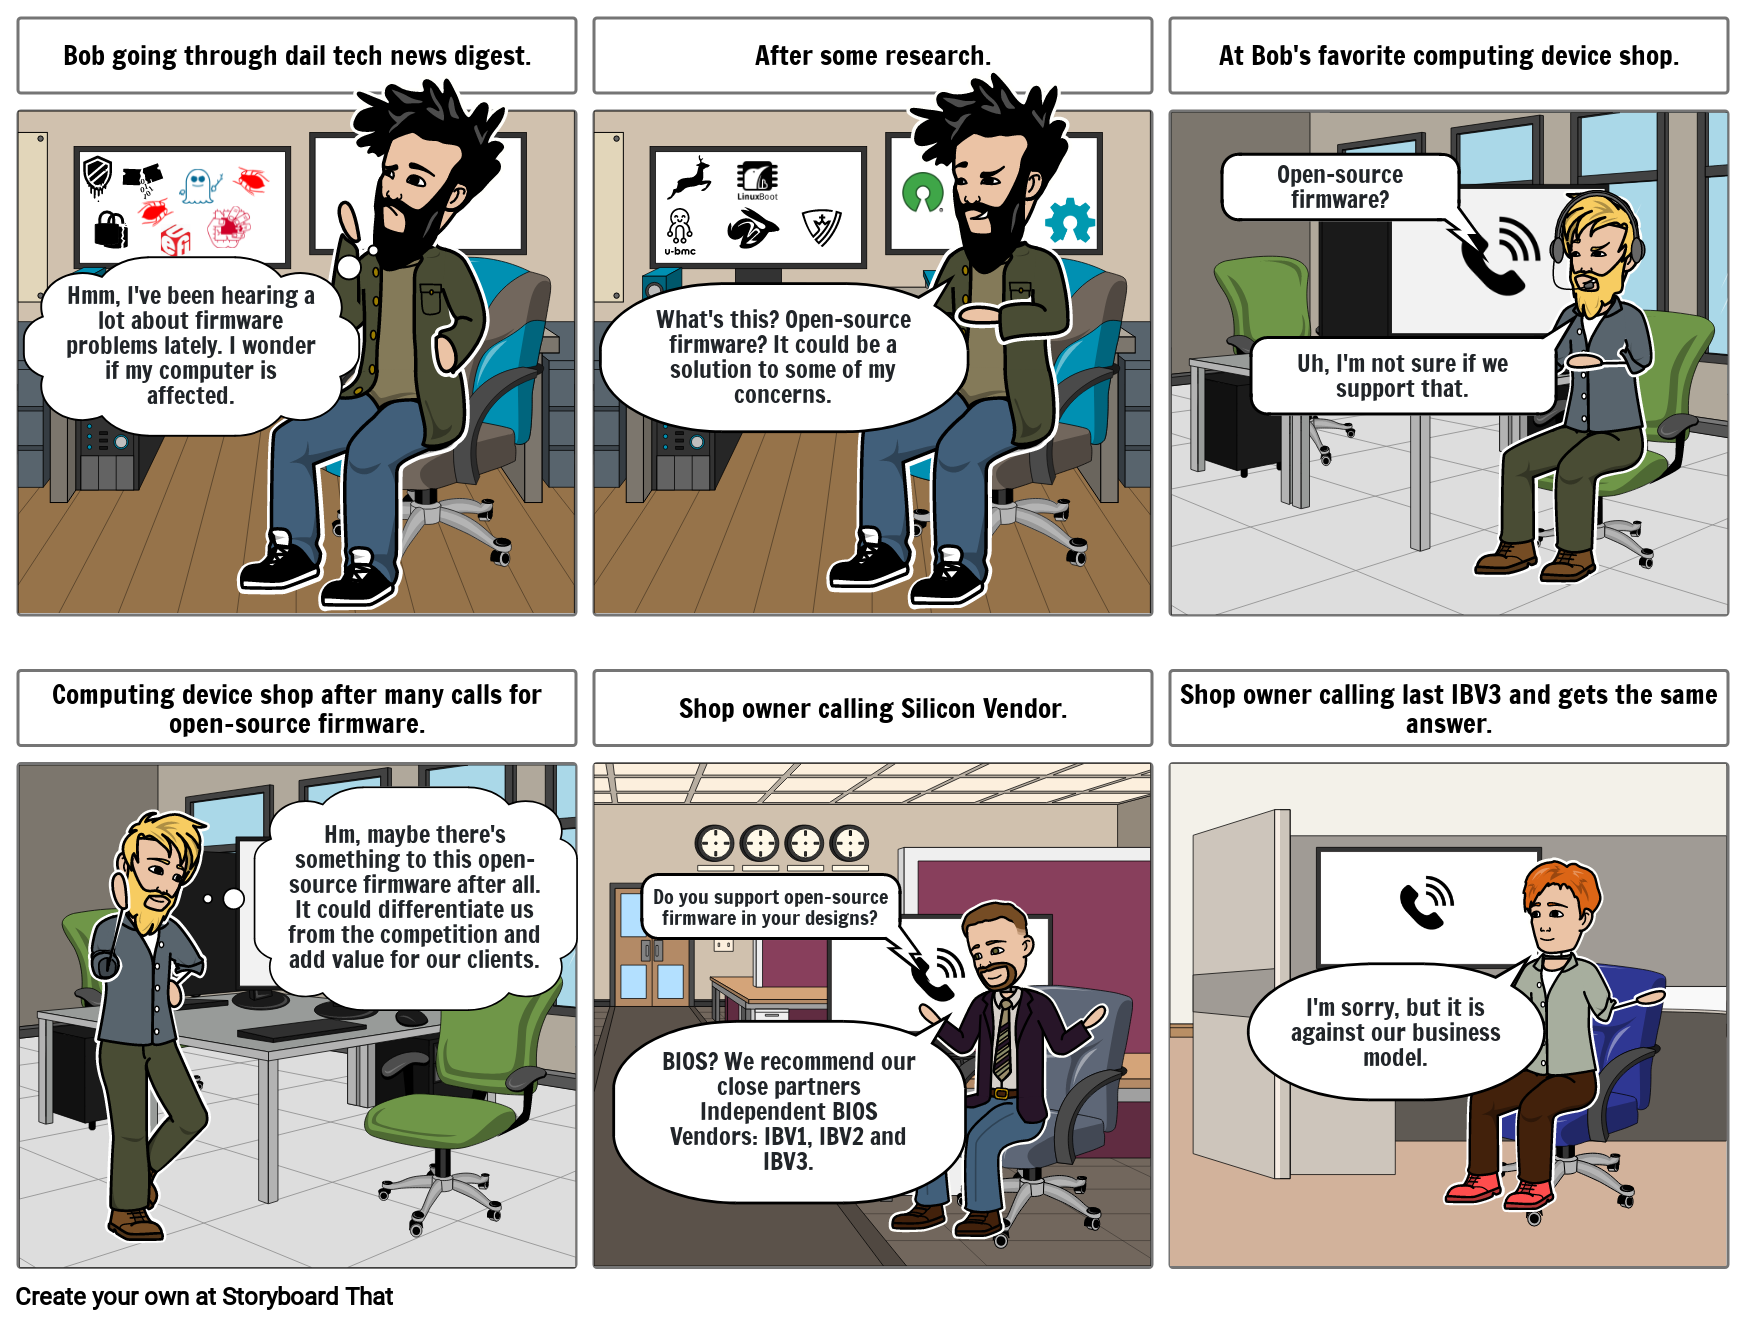 Bob going through dail tech news digest.
UEFI
Hmm, I've been hearing a
lot about firmware
problems lately. I wonder
if my computer is
affected.
After some research.
LinuxBoot
u-bmc
What's this? Open-source
firmware? It could be a
solution to some of my
concerns.
At Bob's favorite computing device shop.
Open-source
firmware?
Uh, I'm not sure if we
support that.
Computing device shop after many calls for
open-source firmware.
Hm, maybe there's
something to this open-
source firmware after all.
It could differentiate us
from the competition and
add value for our clients.
Shop owner calling Silicon Vendor.
Do you support open-source
firmware in your designs?
BIOS? We recommend our
close partners
Independent BIOS
Vendors: IBV1, IBV2 and
IBV3.
Shop owner calling last IBV3 and gets the same
answer.
I'm sorry, but it is
against our business
model.
Create your own at Storyboard That